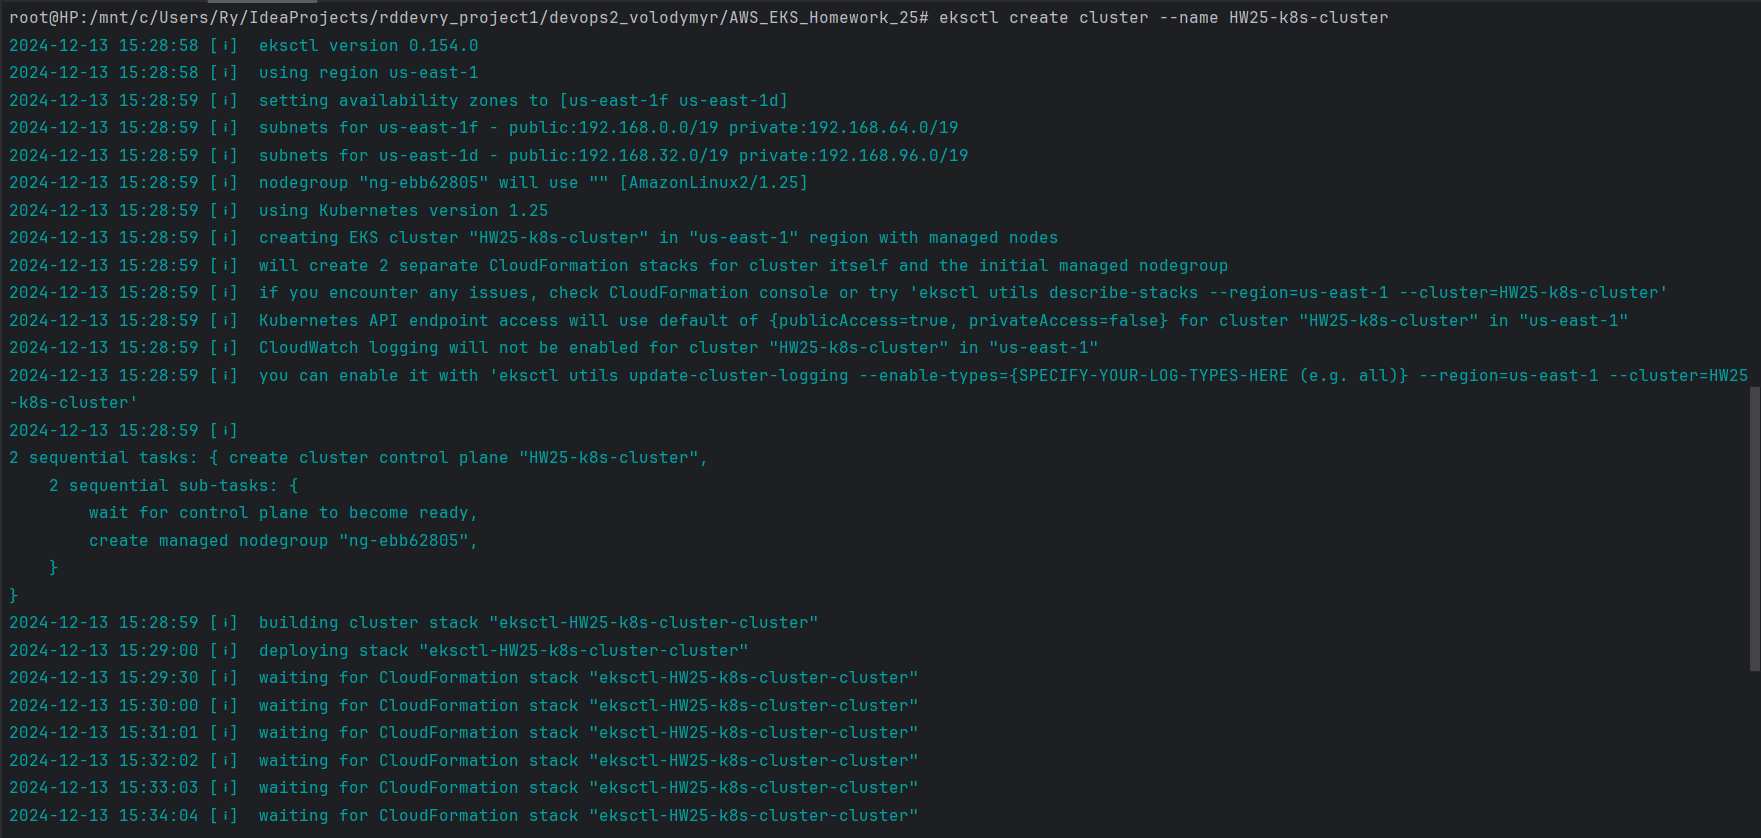 root@HP:/mnt/c/Users/Ry/IdeaProjects/rddevry_project1/devops2_volodymyr/AWS_EKS_Homework_25# eksctl create cluster --name HW25-k8s-cluster
2024-12-13 15:28:58 [ℹ]  eksctl version 0.154.0
2024-12-13 15:28:58 [ℹ]  using region us-east-1
2024-12-13 15:28:59 [ℹ]  setting availability zones to [us-east-1f us-east-1d]
2024-12-13 15:28:59 [ℹ]  subnets for us-east-1f - public:192.168.0.0/19 private:192.168.64.0/19
2024-12-13 15:28:59 [ℹ]  subnets for us-east-1d - public:192.168.32.0/19 private:192.168.96.0/19
2024-12-13 15:28:59 [ℹ]  nodegroup "ng-ebb62805" will use "" [AmazonLinux2/1.25]
2024-12-13 15:28:59 [ℹ]  using Kubernetes version 1.25
2024-12-13 15:28:59 [ℹ]  creating EKS cluster "HW25-k8s-cluster" in "us-east-1" region with managed nodes
2024-12-13 15:28:59 [ℹ]  will create 2 separate CloudFormation stacks for cluster itself and the initial managed nodegroup
2024-12-13 15:28:59 [ℹ]  if you encounter any issues, check CloudFormation console or try 'eksctl utils describe-stacks --region=us-east-1 --cluster=HW25-k8s-cluster'
2024-12-13 15:28:59 [ℹ]  Kubernetes API endpoint access will use default of {publicAccess=true, privateAccess=false} for cluster "HW25-k8s-cluster" in "us-east-1"
2024-12-13 15:28:59 [ℹ]  CloudWatch logging will not be enabled for cluster "HW25-k8s-cluster" in "us-east-1"
2024-12-13 15:28:59 [ℹ]  you can enable it with 'eksctl utils update-cluster-logging --enable-types={SPECIFY-YOUR-LOG-TYPES-HERE (e.g. all)} --region=us-east-1 --cluster=HW25
-k8s-cluster'
2024-12-13 15:28:59 [ℹ]
2 sequential tasks: { create cluster control plane "HW25-k8s-cluster",
    2 sequential sub-tasks: {
        wait for control plane to become ready,
        create managed nodegroup "ng-ebb62805",
    }
}
2024-12-13 15:28:59 [ℹ]  building cluster stack "eksctl-HW25-k8s-cluster-cluster"
2024-12-13 15:29:00 [ℹ]  deploying stack "eksctl-HW25-k8s-cluster-cluster"
2024-12-13 15:29:30 [ℹ]  waiting for CloudFormation stack "eksctl-HW25-k8s-cluster-cluster"
2024-12-13 15:30:00 [ℹ]  waiting for CloudFormation stack "eksctl-HW25-k8s-cluster-cluster"
2024-12-13 15:31:01 [ℹ]  waiting for CloudFormation stack "eksctl-HW25-k8s-cluster-cluster"
2024-12-13 15:32:02 [ℹ]  waiting for CloudFormation stack "eksctl-HW25-k8s-cluster-cluster"
2024-12-13 15:33:03 [ℹ]  waiting for CloudFormation stack "eksctl-HW25-k8s-cluster-cluster"
2024-12-13 15:34:04 [ℹ]  waiting for CloudFormation stack "eksctl-HW25-k8s-cluster-cluster"